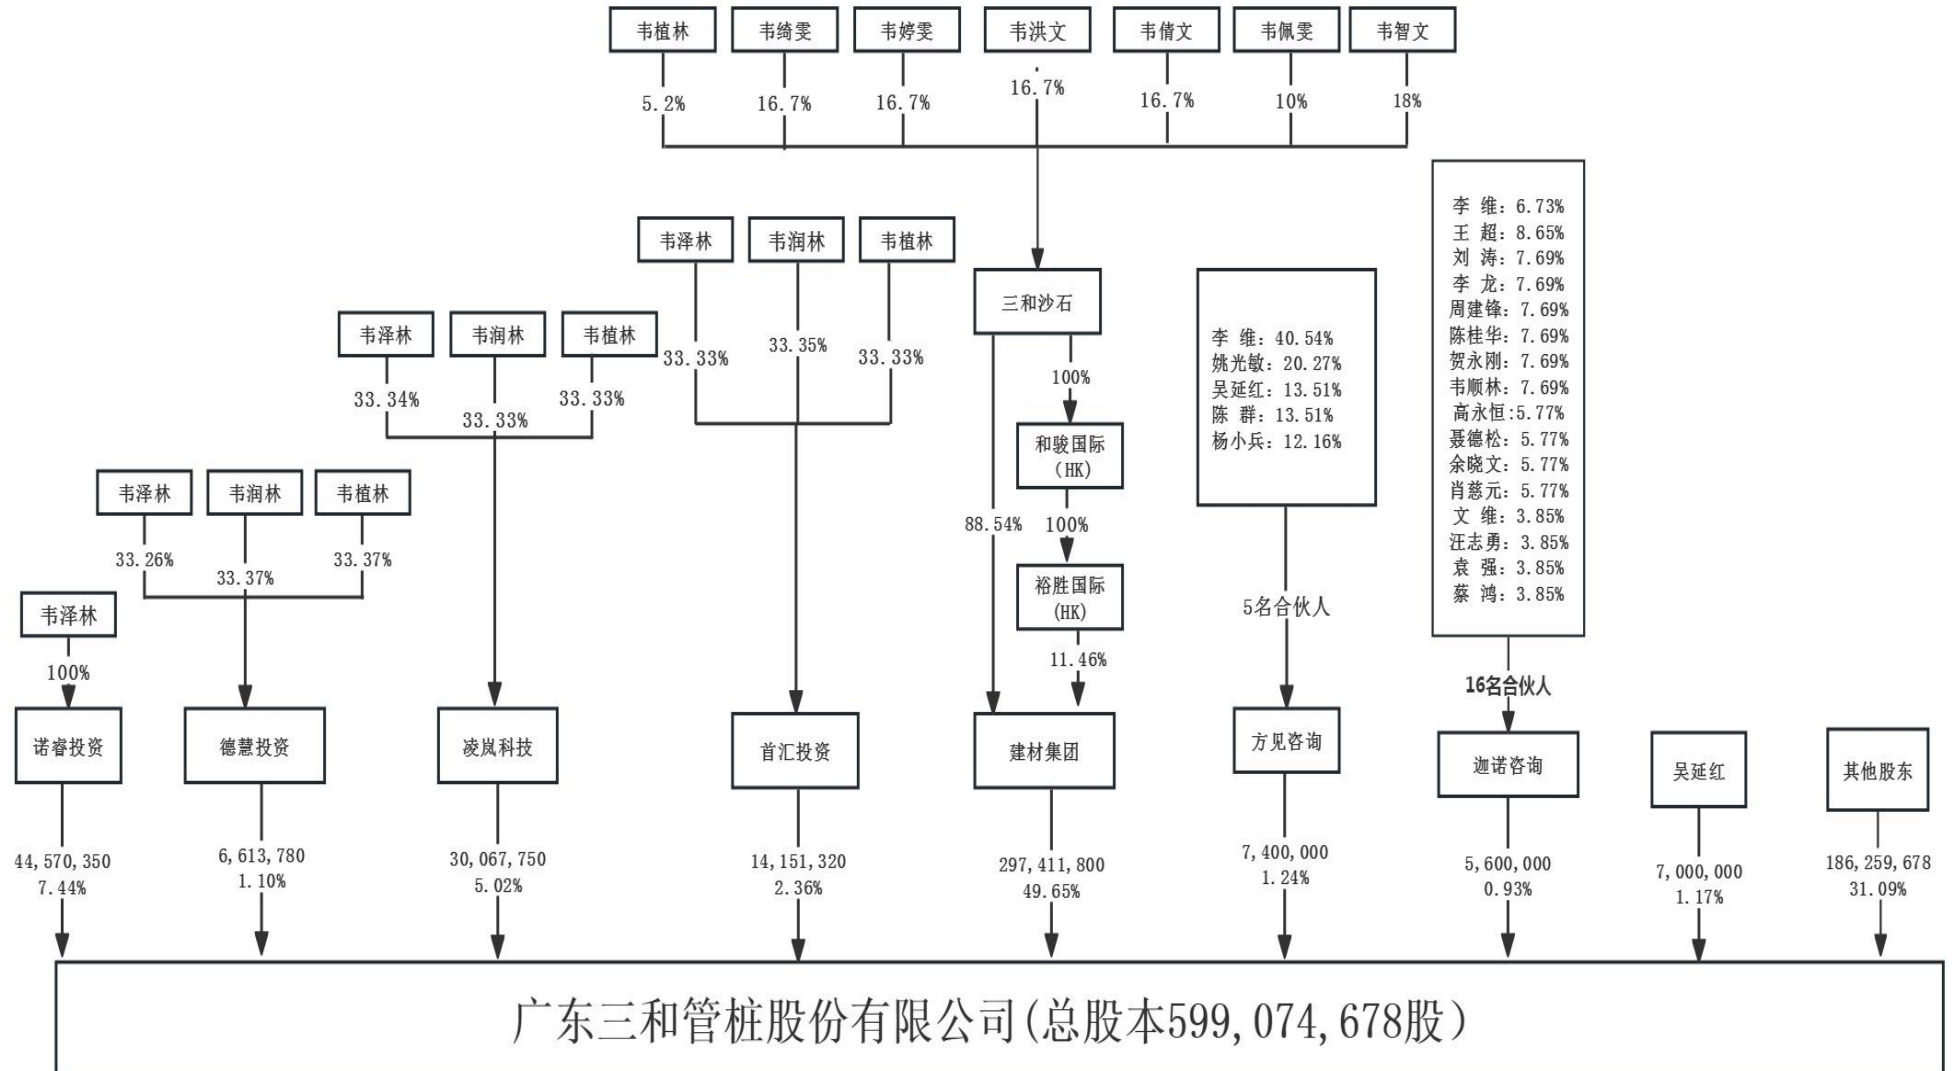 韦植林
韦绮雯
韦婷雯
韦洪文
韦倩文
韦佩雯
韦智文
5.2%
16.7%
16.7%
16.7%
16.7%
10%
18%
韦泽林
韦润林
韦植林
33.33%
33.35%
33.33%
三和沙石
100%
和骏国际
(HK)
88.54%
100%
裕胜国际
(HK)
11.46%
李 维: 40.54%
姚光敏: 20.27%
吴延红: 13.51%
陈 群: 13.51%
杨小兵: 12.16%
5名合伙人
李 维: 6.73%
王 超: 8.65%
刘 涛: 7.69%
李 龙: 7.69%
周建锋: 7.69%
陈桂华: 7.69%
贺永刚: 7.69%
韦顺林: 7.69%
高永恒:5.77%
聂德松: 5.77%
余晓文: 5.77%
肖慈元: 5.77%
文 维: 3.85%
汪志勇: 3.85%
袁 强: 3.85%
蔡 鸿: 3.85%
16名合伙人
韦泽林
韦润林
韦植林
33.34%
33.33%
33.33%
韦泽林
韦润林
韦植林
33.26%
33.37%
33.37%
韦泽林
100%
诺睿投资
德慧投资
凌岚科技
首汇投资
建材集团
方见咨询
迦诺咨询
吴延红
其他股东
44,570,350
7.44%
6,613,780
1.10%
30,067,750
5.02%
14,151,320
2.36%
297,411,800
49.65%
7,400,000
1.24%
5,600,000
0.93%
7,000,000
1.17%
186,259,678
31.09%
广东三和管桩股份有限公司(总股本599,074,678股)